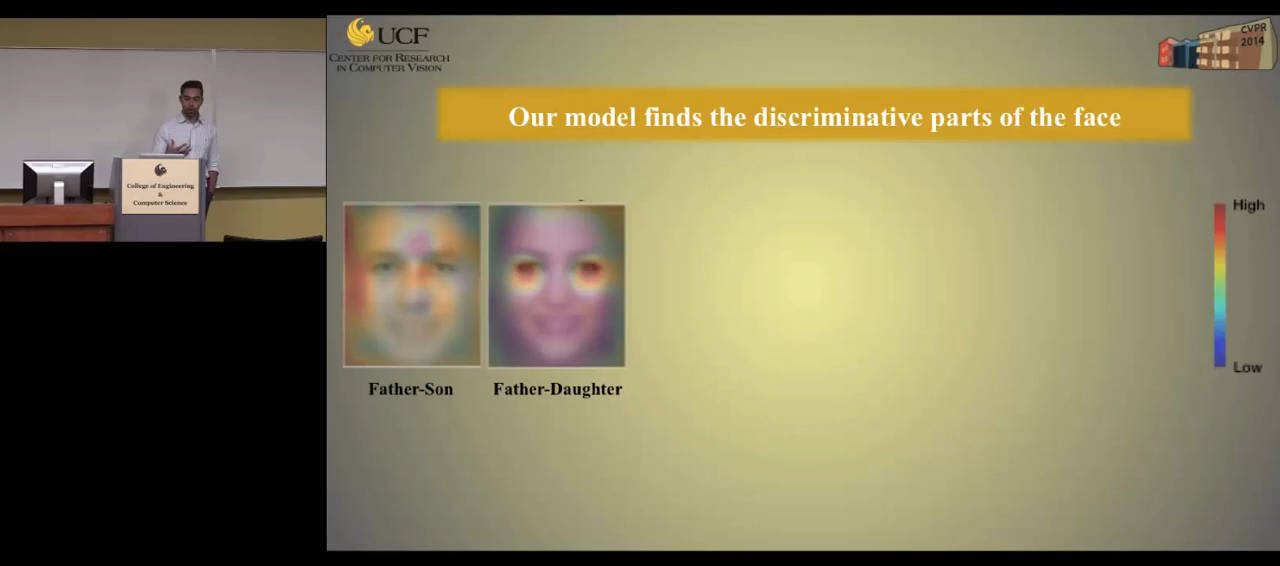 UCF
CENTER FOR RESEARCH
IN COMPUTER VISION
CVPR
2014
Our model finds the discriminative parts of the face
College of Engineering
&
Computer Science
High
Low
Father-Son
Father-Daughter